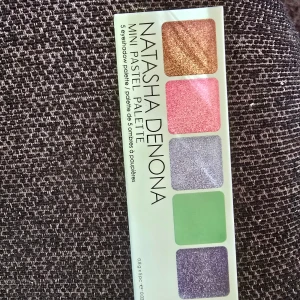 NATASHA DENONA
MINI PASTEL PALETTE
5 eyeshadow palette / palette de 5 ombres à paupières